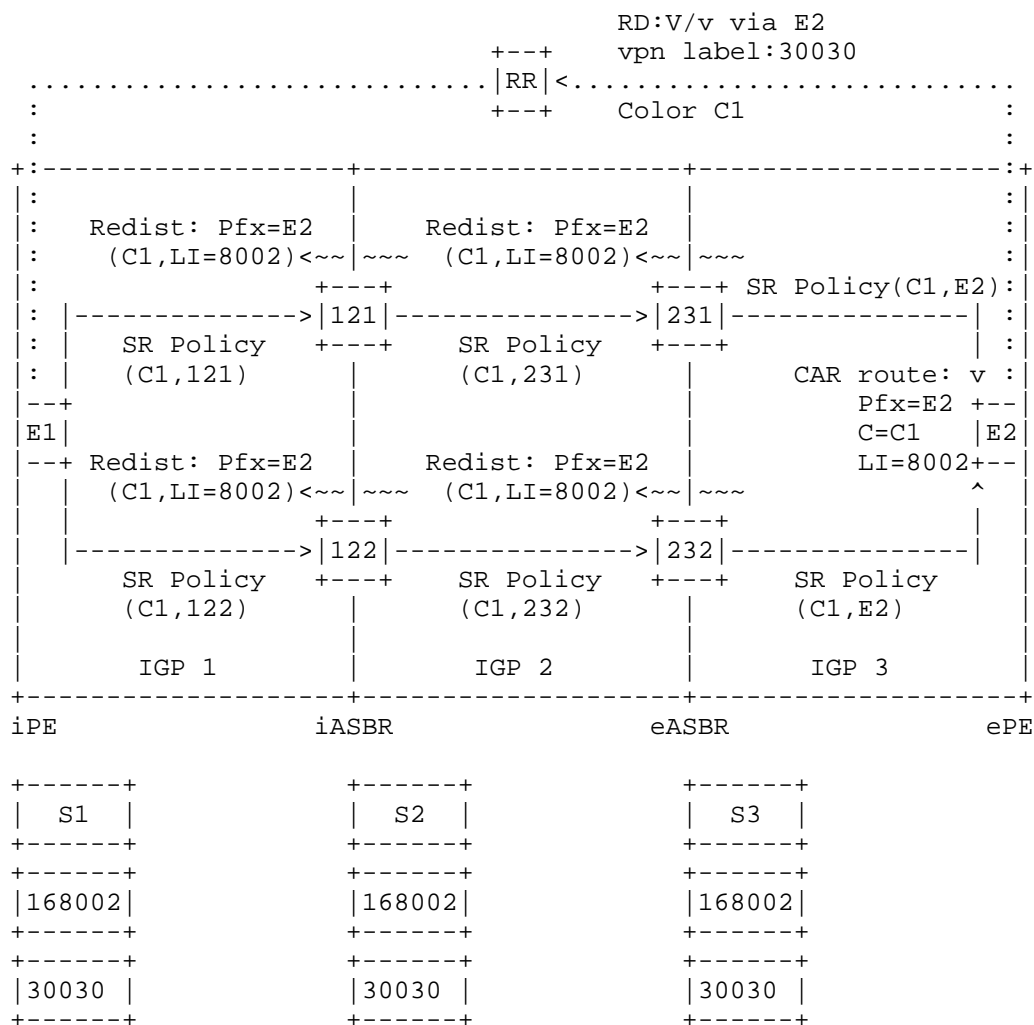 RD:V/v via E2
+--+ vpn label:30030
..............................|RR|<.............................
: +--+ Color C1 :
: :
+:-------------------+--------------------+-------------------:+
|: | | :|
|: Redist: Pfx=E2 | Redist: Pfx=E2 | :|
|: (C1,LI=8002)<~~|~~~ (C1,LI=8002)<~~|~~~ :|
|: +---+ +---+ SR Policy(C1,E2):|
|: |-------------->|121|--------------->|231|---------------| :|
|: | SR Policy +---+ SR Policy +---+ | :|
|: | (C1,121) | (C1,231) | CAR route: v :|
|--+ | | Pfx=E2 +--|
|E1| | | C=C1 |E2|
|--+ Redist: Pfx=E2 | Redist: Pfx=E2 | LI=8002+--|
| | (C1,LI=8002)<~~|~~~ (C1,LI=8002)<~~|~~~ ^ |
| | +---+ +---+ | |
| |-------------->|122|--------------->|232|---------------| |
| SR Policy +---+ SR Policy +---+ SR Policy |
| (C1,122) | (C1,232) | (C1,E2) |
| | | |
| IGP 1 | IGP 2 | IGP 3 |
+--------------------+--------------------+--------------------+
iPE iASBR eASBR ePE
+------+ +------+ +------+
| S1 | | S2 | | S3 |
+------+ +------+ +------+
+------+ +------+ +------+
|168002| |168002| |168002|
+------+ +------+ +------+
+------+ +------+ +------+
|30030 | |30030 | |30030 |
+------+ +------+ +------+